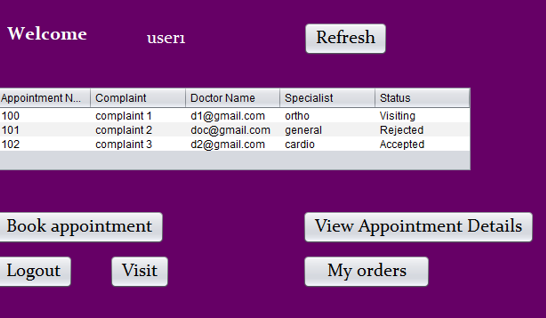 Welcome user1 Refresh
Appointment N... Complaint Doctor Name Specialist Status
100 complaint 1 d1@gmail.com ortho Visiting
101 complaint 2 doc@gmail.com general Rejected
102 complaint 3 d2@gmail.com cardio Accepted
Book appointment View Appointment Details
Logout Visit My orders